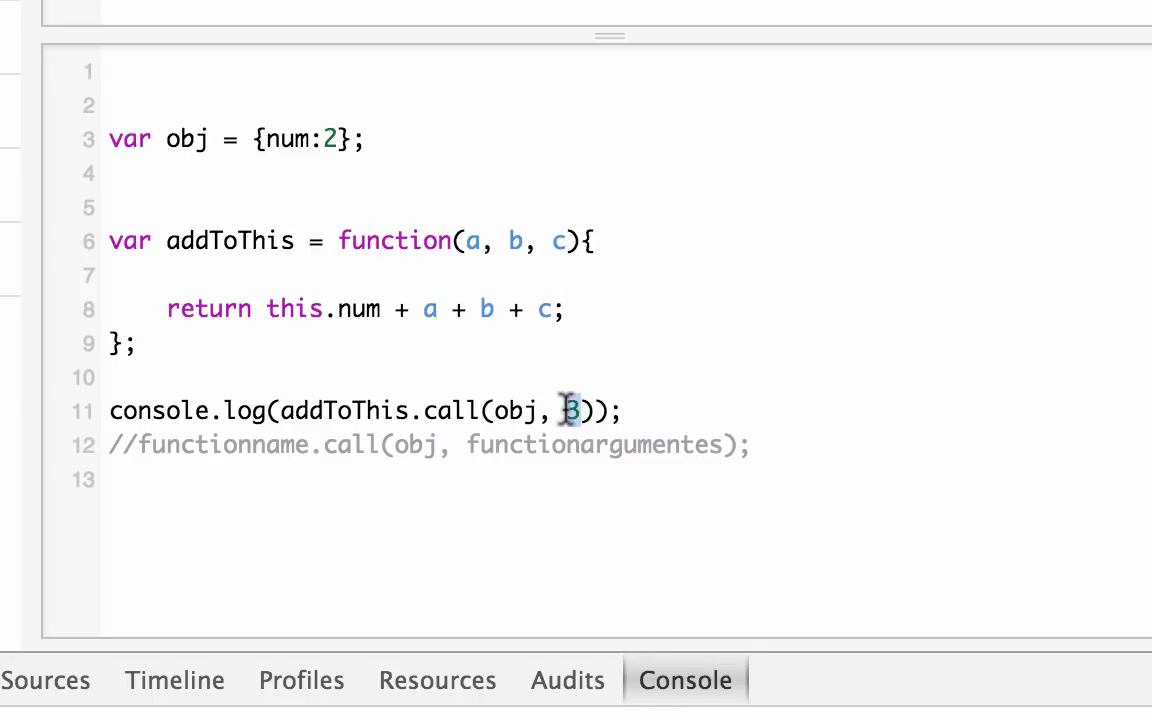 1
2
3 var obj = {num:2};
4
5
6 var addToThis = function(a, b, c){
7
8 return this.num + a + b + c;
9 };
10
11 console.log(addToThis.call(obj, 3));
12 //functionname.call(obj, functionargumentes);
13
Sources Timeline Profiles Resources Audits Console